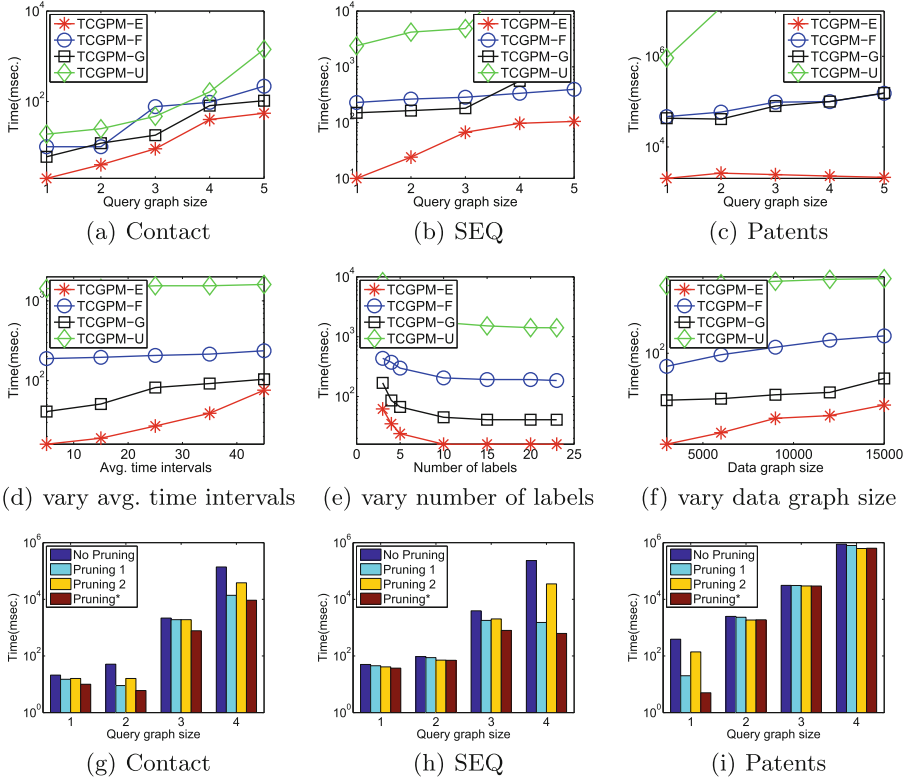 10^4
TCGPM-E
TCGPM-F
TCGPM-G
TCGPM-U
10^2
Time(msec.)
1 2 3 4 5
Query graph size
(a) Contact
10^4
TCGPM-E
TCGPM-F
TCGPM-G
TCGPM-U
10^3
10^1
10^1
Time(msec.)
1 2 3 4 5
Query graph size
(b) SEQ
TCGPM-E
TCGPM-F
TCGPM-G
TCGPM-U
10^6
10^4
Time(msec.)
1 2 3 4 5
Query graph size
(c) Patents
TCGPM-E
TCGPM-F
TCGPM-G
TCGPM-U
10^3
10^2
Time(msec.)
10 20 30 40
Avg. time intervals
(d) vary avg. time intervals
10^4
TCGPM-E
TCGPM-F
TCGPM-G
TCGPM-U
10^3
10^2
Time(msec.)
0 5 10 15 20 25
Number of labels
(e) vary number of labels
TCGPM-E
TCGPM-F
TCGPM-G
TCGPM-U
10^2
Time(msec.)
5000 10000 15000
Data graph size
(f) vary data graph size
10^6
No Pruning
Pruning 1
Pruning 2
Pruning*
10^4
10^2
10^0
Time(msec.)
1 2 3 4
Query graph size
(g) Contact
10^6
No Pruning
Pruning 1
Pruning 2
Pruning*
10^4
10^2
10^0
Time(msec.)
1 2 3 4
Query graph size
(h) SEQ
10^6
No Pruning
Pruning 1
Pruning 2
Pruning*
10^4
10^2
10^0
Time(msec.)
1 2 3 4
Query graph size
(i) Patents